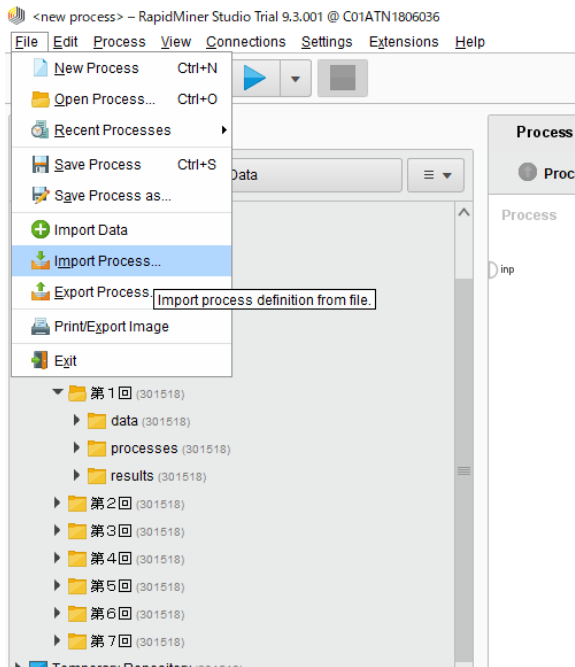 <new process> – RapidMiner Studio Trial 9.3.001 @ C01ATN1806036
File Edit Process View Connections Settings Extensions Help
New Process Ctrl+N
Open Process... Ctrl+O
Recent Processes
Save Process Ctrl+S
Save Process as...
Import Data
Import Process...
Export Process..
Import process definition from file.
Print/Export Image
Exit
Data
第1回 (301518)
data (301518)
processes (301518)
results (301518)
第2回 (301518)
第3回 (301518)
第4回 (301518)
第5回 (301518)
第6回 (301518)
第7回 (301518)
Temporary Repository
Process
Proc
Process
inp